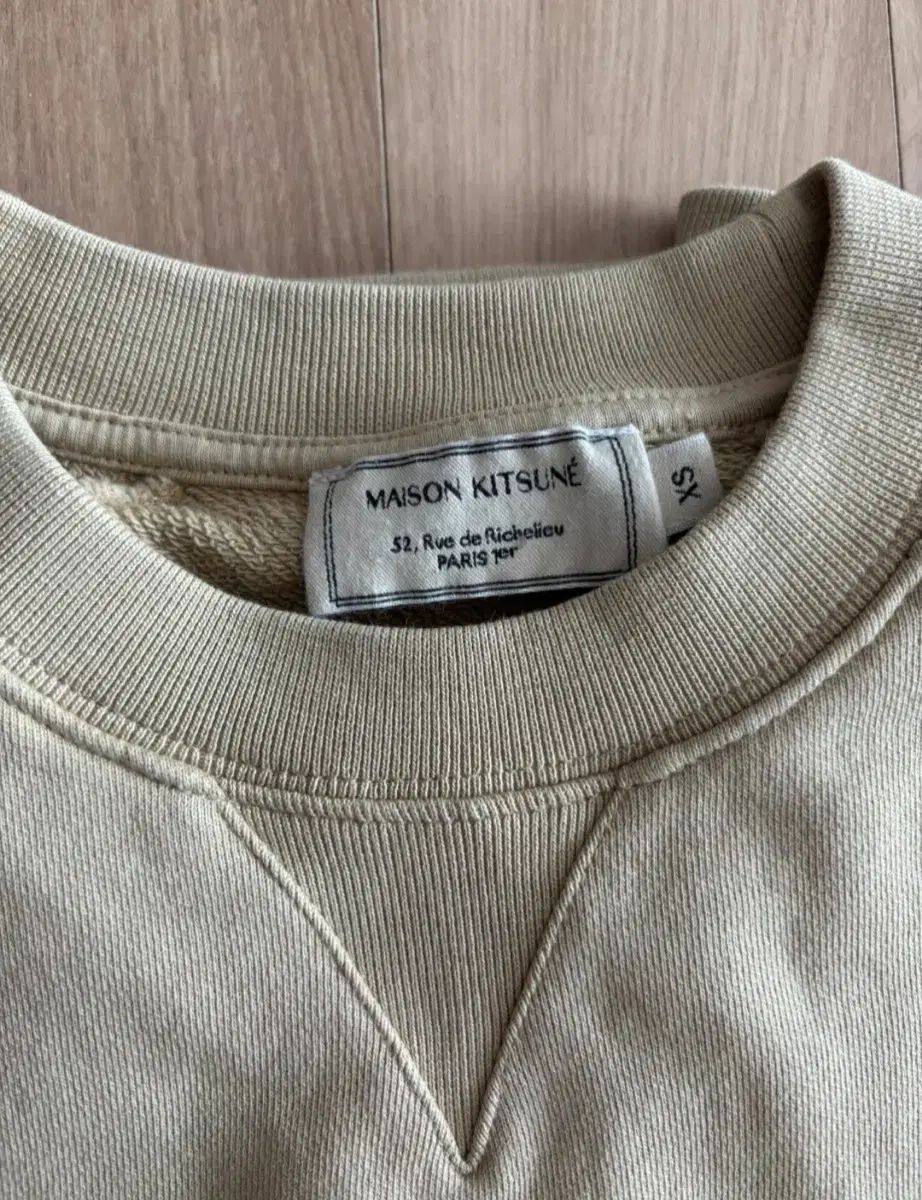 MAISON KITSUNÉ
52, Rue de Richelieu
PARIS 1er
XS